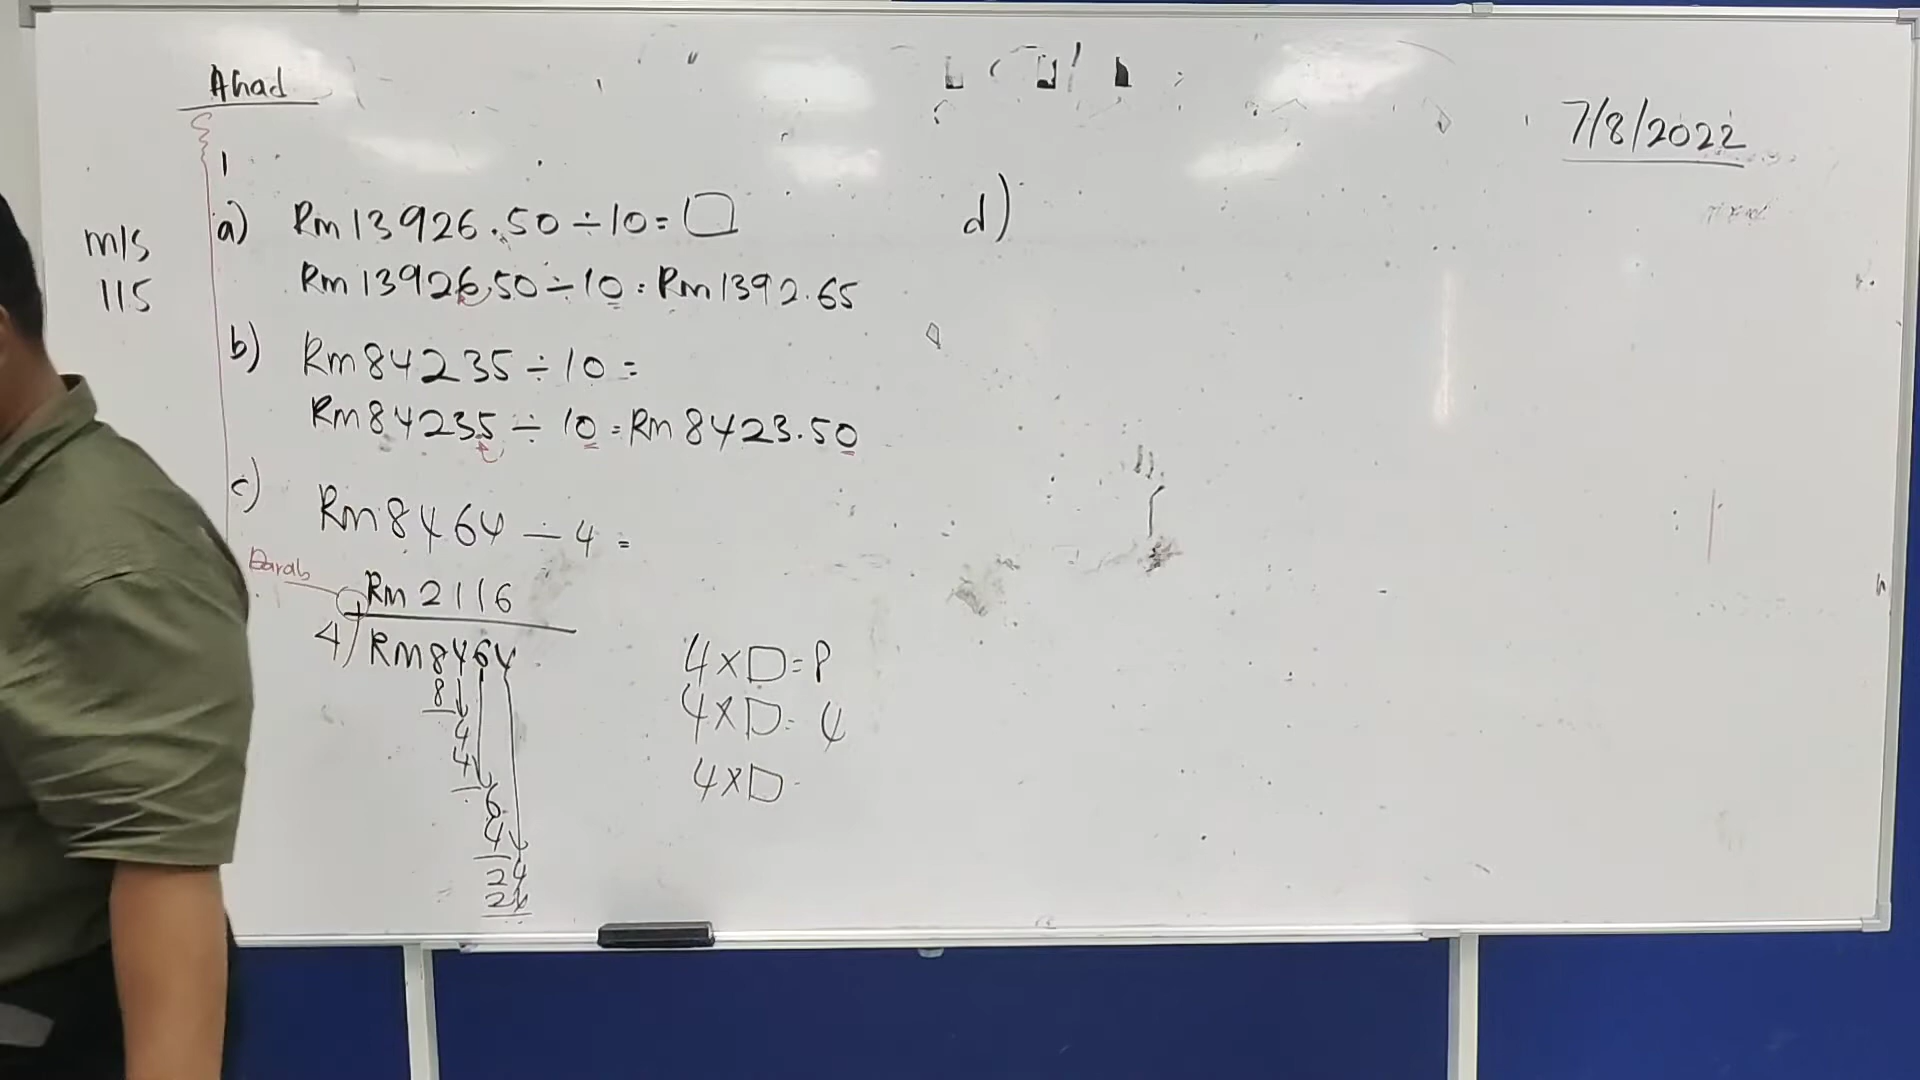 Ahad
7/8/2022
1
m/s
115
a) Rm 13926.50 ÷ 10 = □
Rm 13926.50 ÷ 10 = Rm 1392.65
b) Rm 84235 ÷ 10 =
Rm 84235 ÷ 10 = Rm 8423.50
c) Rm 8464 ÷ 4 =
Darab
Rm 2116
4) Rm 8464
8
4
4
6
4
24
24
4 × □ = 8
4 × □ = 4
4 × □ -
d)